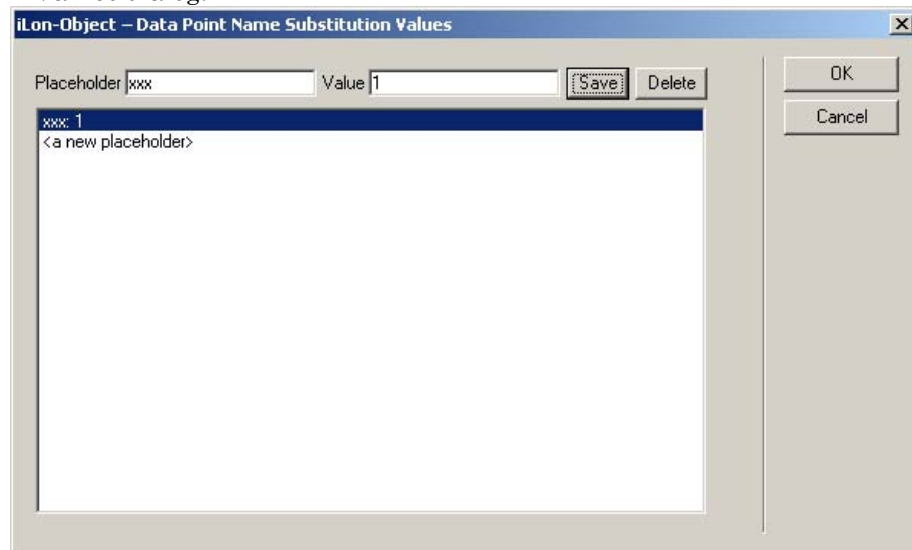 iLon-Object – Data Point Name Substitution Values
Placeholder xxx Value 1 Save Delete
OK
Cancel
xxx: 1
<a new placeholder>